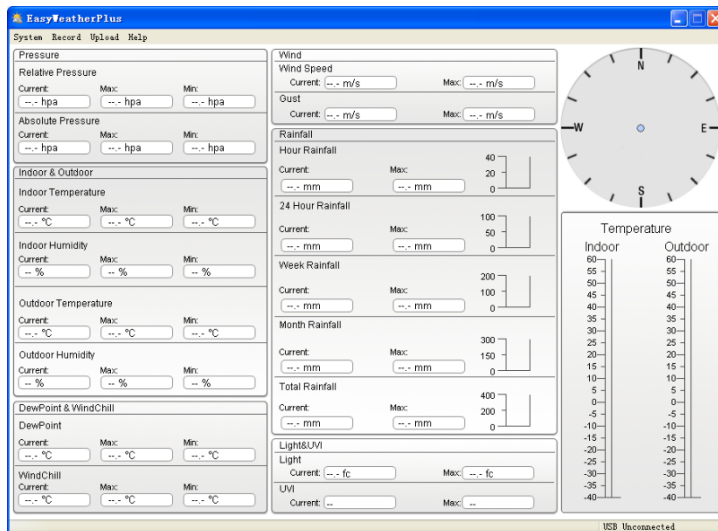 EasyWeatherPlus
System Record Upload Help
Pressure
Relative Pressure
Current: Max: Min:
--.- hpa --.- hpa --.- hpa
Absolute Pressure
Current: Max: Min:
--.- hpa --.- hpa --.- hpa
Indoor & Outdoor
Indoor Temperature
Current: Max: Min:
--.- °C --.- °C --.- °C
Indoor Humidity
Current: Max: Min:
-- % -- % -- %
Outdoor Temperature
Current: Max: Min:
--.- °C --.- °C --.- °C
Outdoor Humidity
Current: Max: Min:
-- % -- % -- %
DewPoint & WindChill
DewPoint
Current: Max: Min:
--.- °C --.- °C --.- °C
WindChill
Current: Max: Min:
--.- °C --.- °C --.- °C
Wind
Wind Speed
Current: --.- m/s Max: --.- m/s
Gust
Current: --.- m/s Max: --.- m/s
Rainfall
Hour Rainfall
40
Current: Max: 20
--.- mm --.- mm 0
24 Hour Rainfall
100
Current: Max: 50
--.- mm --.- mm 0
Week Rainfall
200
Current: Max: 100
--.- mm --.- mm 0
Month Rainfall
300
Current: Max: 150
--.- mm --.- mm 0
Total Rainfall
400
Current: Max: 200
--.- mm --.- mm 0
Light&UVI
Light
Current: --.- fc Max: --.- fc
UVI
Current: -- Max: --
N
W E
S
Temperature
Indoor Outdoor
60 60
55 55
50 50
45 45
40 40
35 35
30 30
25 25
20 20
15 15
10 10
5 5
0 0
-5 -5
-10 -10
-15 -15
-20 -20
-25 -25
-30 -30
-35 -35
-40 -40
USB Unconnected